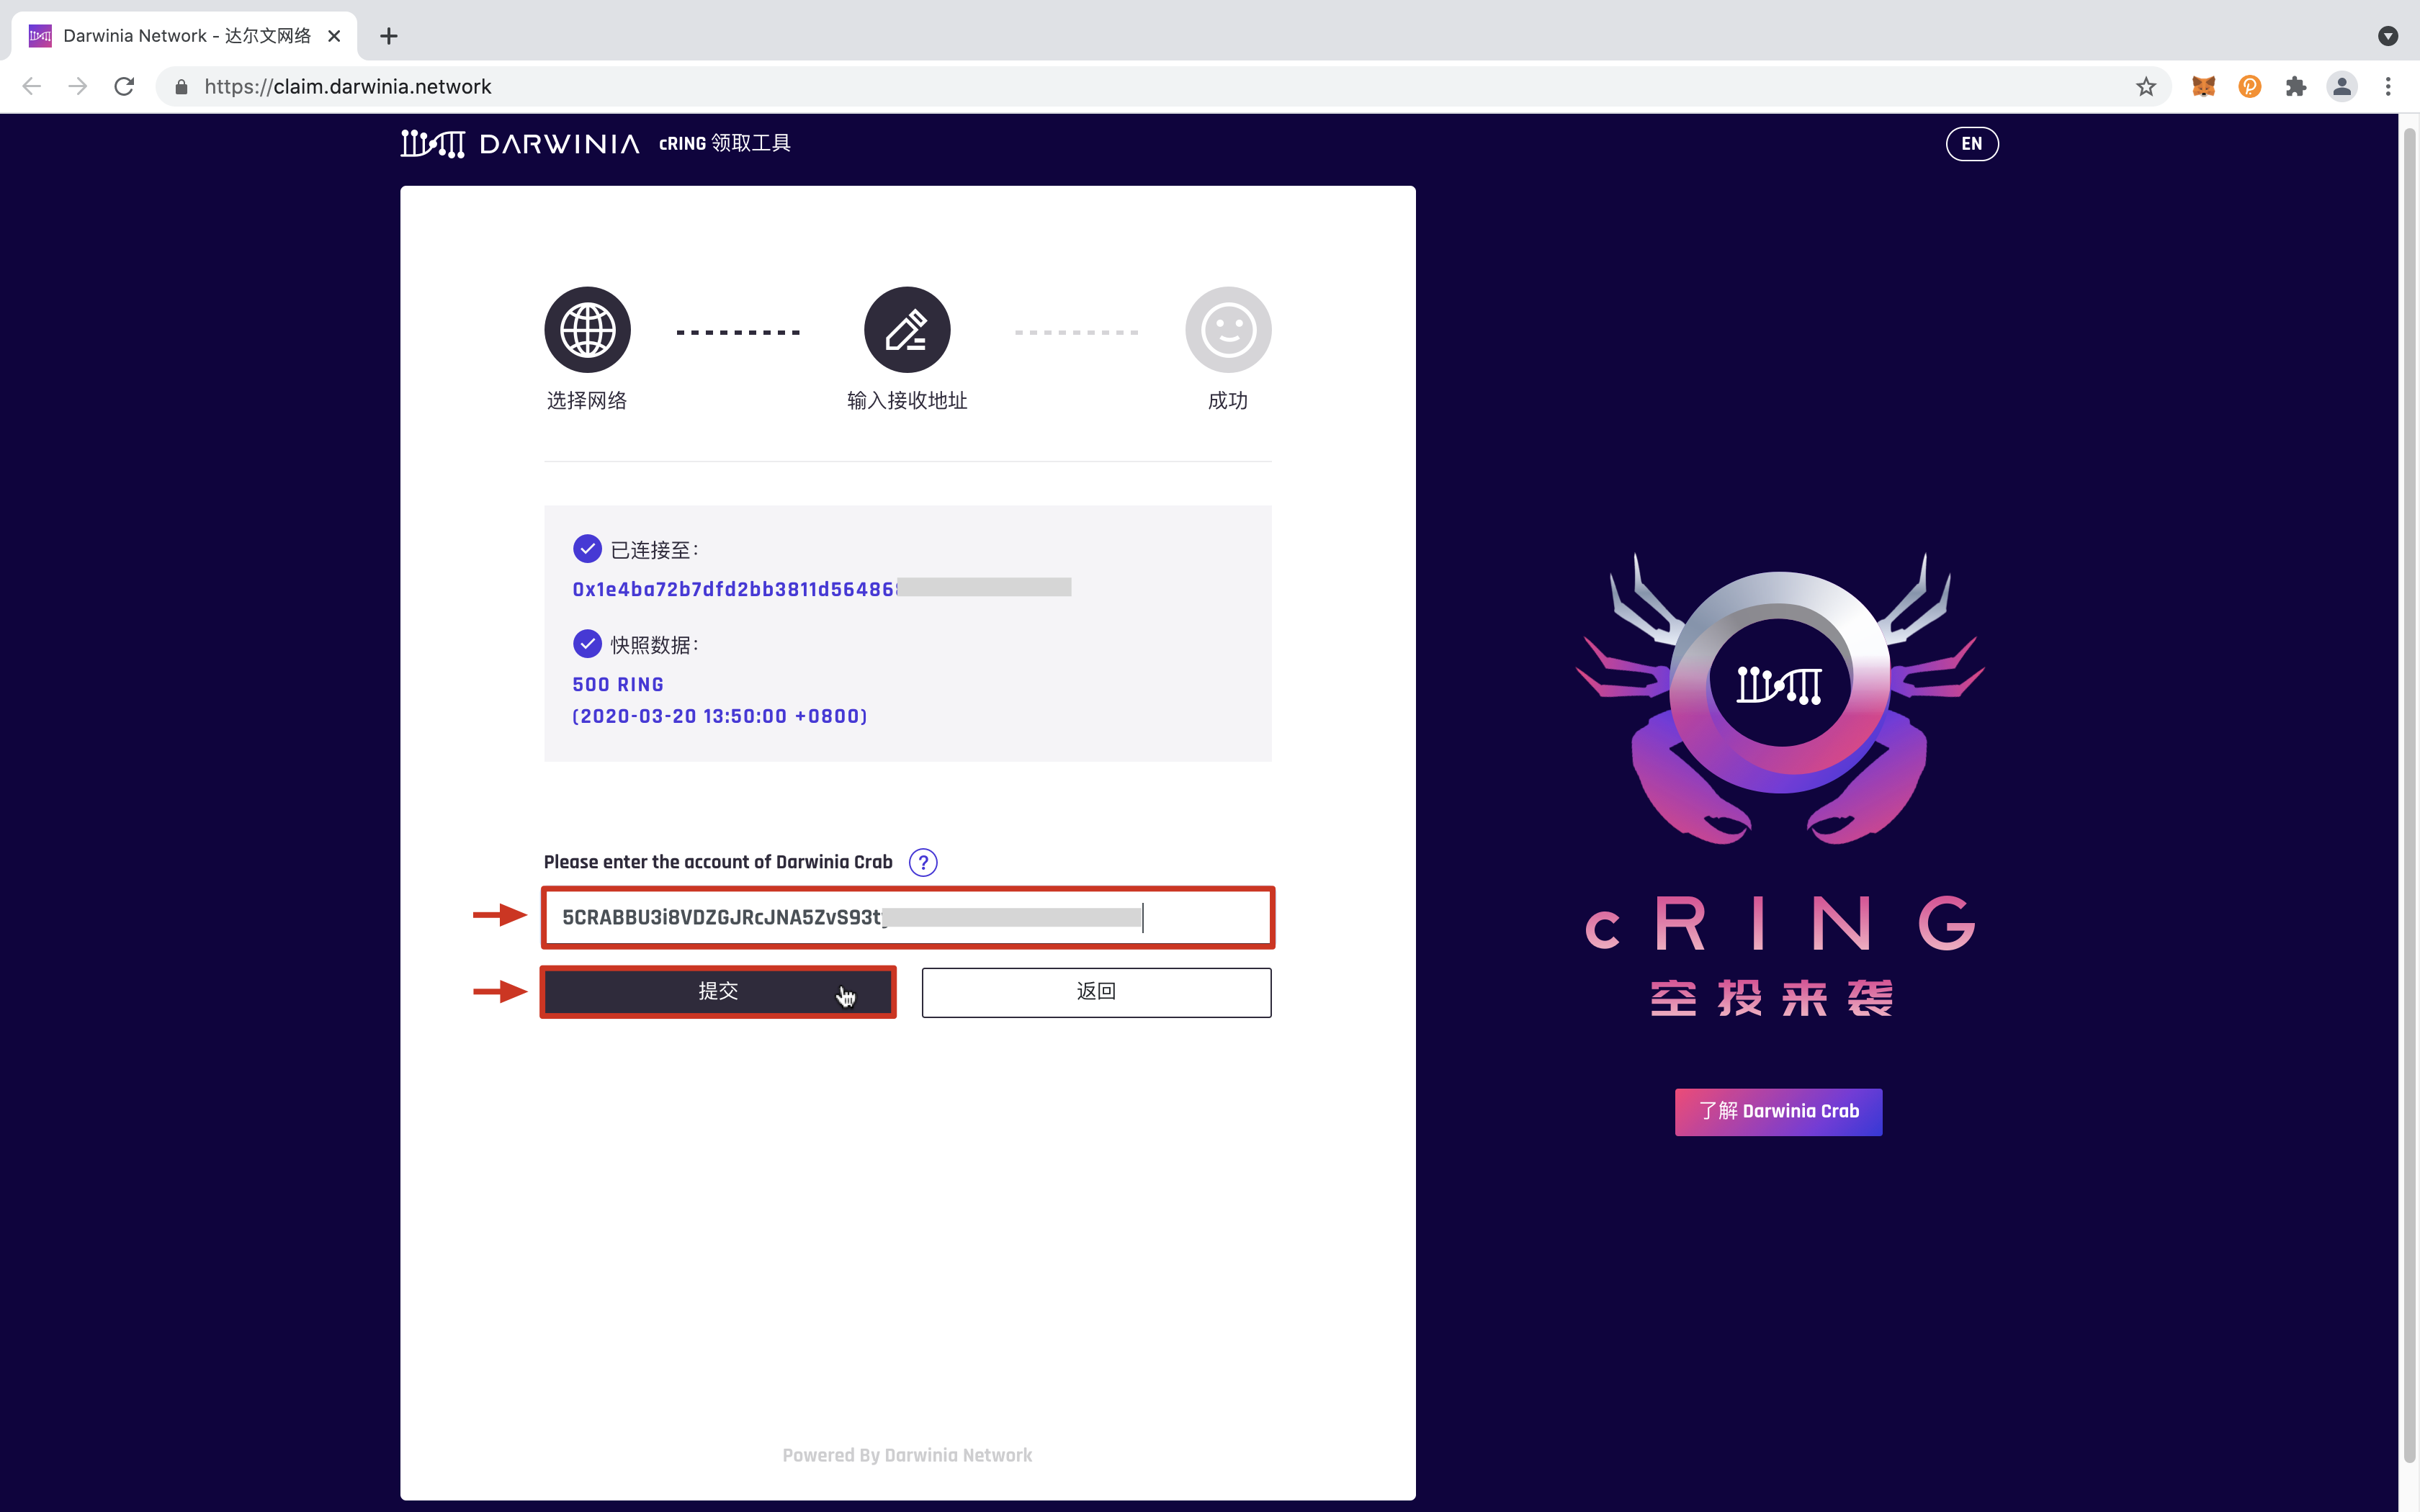 Darwinia Network - 达尔文网络
https://claim.darwinia.network
DARWINIA cRING 领取工具
EN
选择网络
输入接收地址
成功
已连接至：
0x1e4ba72b7dfd2bb3811d56486
快照数据：
500 RING
(2020-03-20 13:50:00 +0800)
Please enter the account of Darwinia Crab ?
5CRABBU3i8VDZGJRcJNA5ZvS93t
提交
返回
cRING
空投来袭
了解 Darwinia Crab
Powered By Darwinia Network